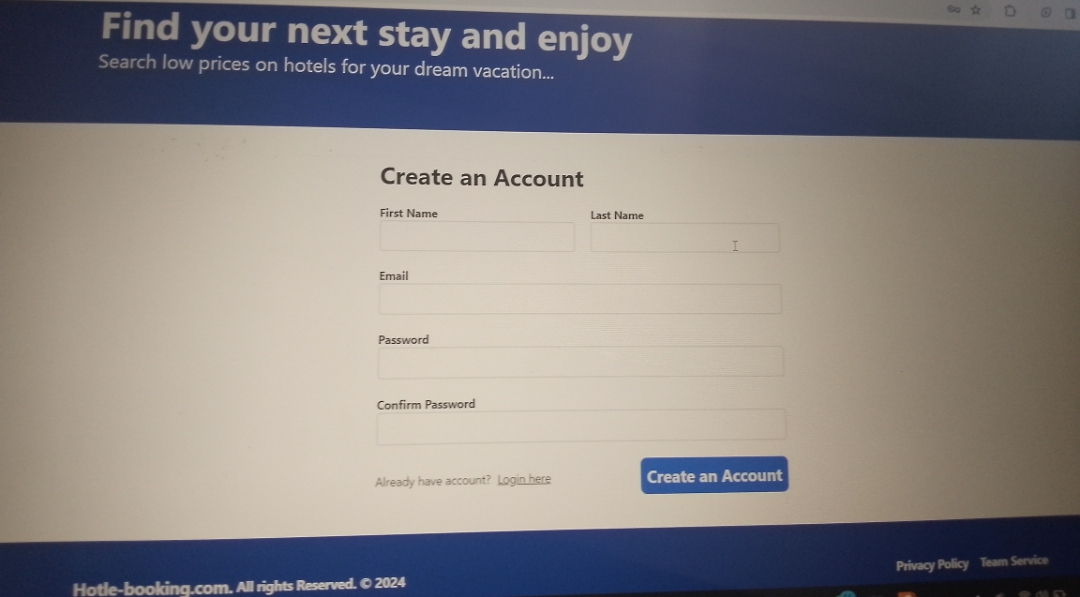 Find your next stay and enjoy
Search low prices on hotels for your dream vacation...
Create an Account
First Name Last Name
Email
Password
Confirm Password
Already have account? Login here Create an Account
Privacy Policy Team Service
Hotle-booking.com. All rights Reserved. © 2024